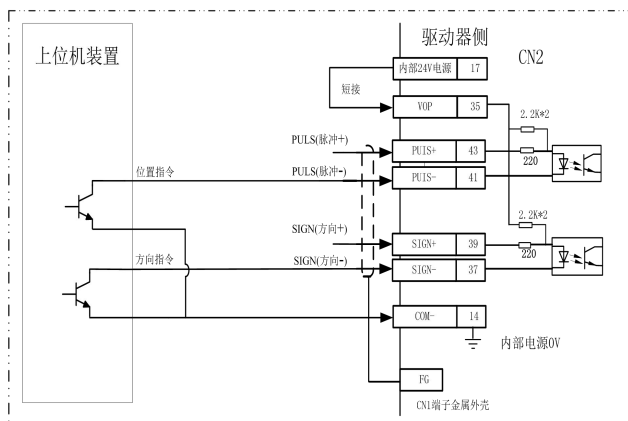 上位机装置
驱动器侧
CN2
内部24V电源 17
短接
VOP 35
2.2K*2
PULS(脉冲+)
PUIS+ 43
220
位置指令
PULS(脉冲-)
PUIS- 41
2.2K*2
SIGN(方向+)
SIGN+ 39
220
方向指令
SIGN(方向-)
SIGN- 37
COM- 14
内部电源0V
FG
CN1端子金属外壳